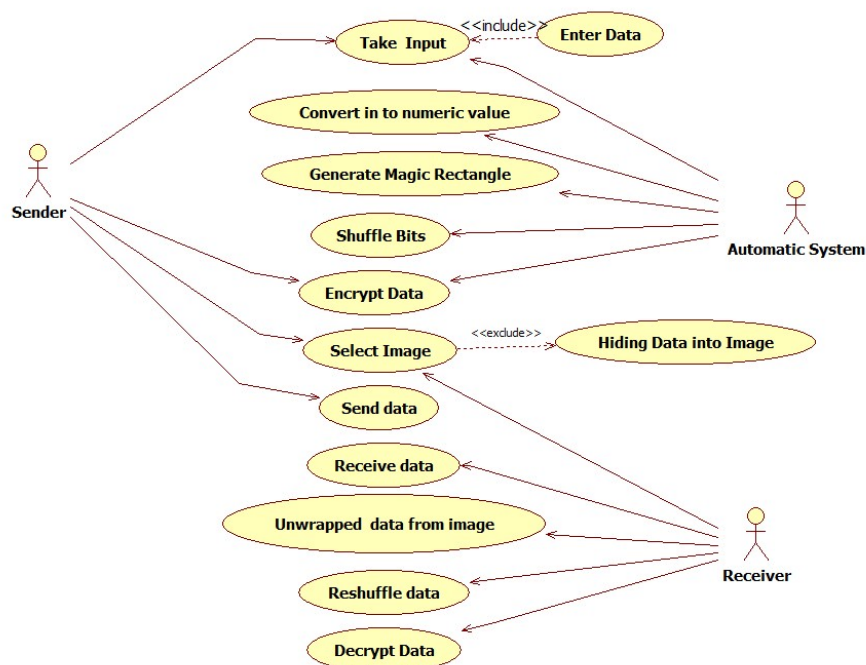 <<include>>
Take Input
Enter Data
Convert in to numeric value
Generate Magic Rectangle
Sender
Shuffle Bits
Automatic System
Encrypt Data
<<exclude>>
Select Image
Hiding Data into Image
Send data
Receive data
Unwrapped data from image
Receiver
Reshuffle data
Decrypt Data